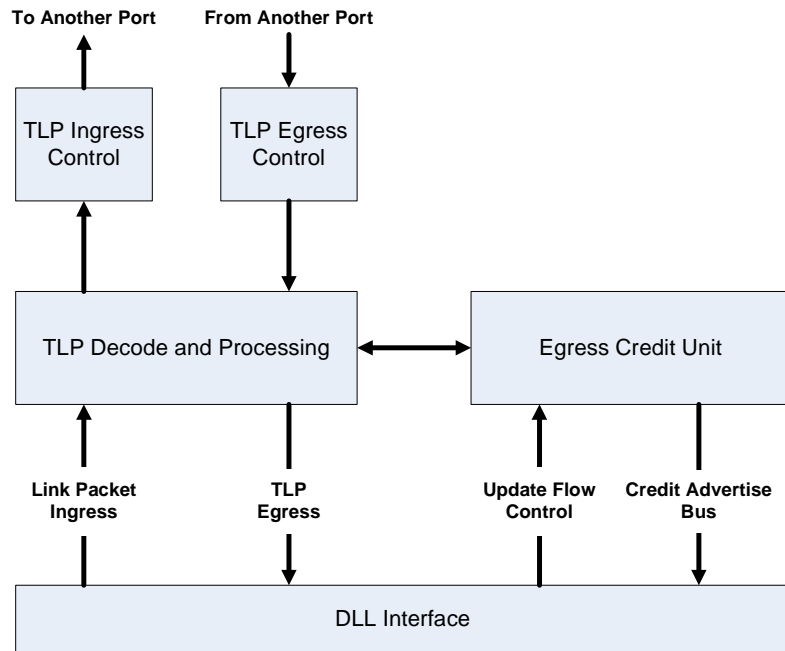 To Another Port
From Another Port
TLP Ingress
Control
TLP Egress
Control
TLP Decode and Processing
Egress Credit Unit
Link Packet
Ingress
TLP
Egress
Update Flow
Control
Credit Advertise
Bus
DLL Interface